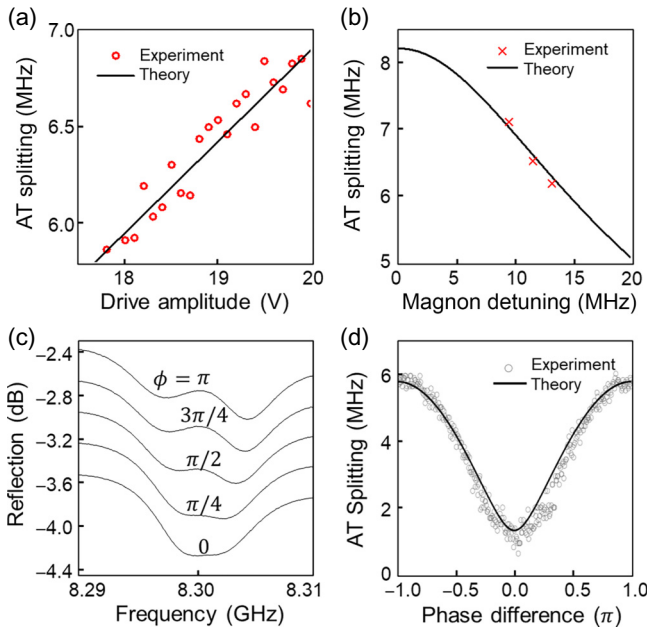 (a)
7.0
6.5
6.0
AT splitting (MHz)
Experiment
Theory
18
19
20
Drive amplitude (V)
(b)
8
7
6
5
AT splitting (MHz)
Experiment
Theory
0
5
10
15
20
Magnon detuning (MHz)
(c)
−2.4
−2.8
−3.2
−3.6
−4.0
−4.4
Reflection (dB)
ϕ = π
3π/4
π/2
π/4
0
8.29
8.30
8.31
Frequency (GHz)
(d)
6
4
2
0
AT Splitting (MHz)
Experiment
Theory
-1.0
-0.5
0.0
0.5
1.0
Phase difference (π)